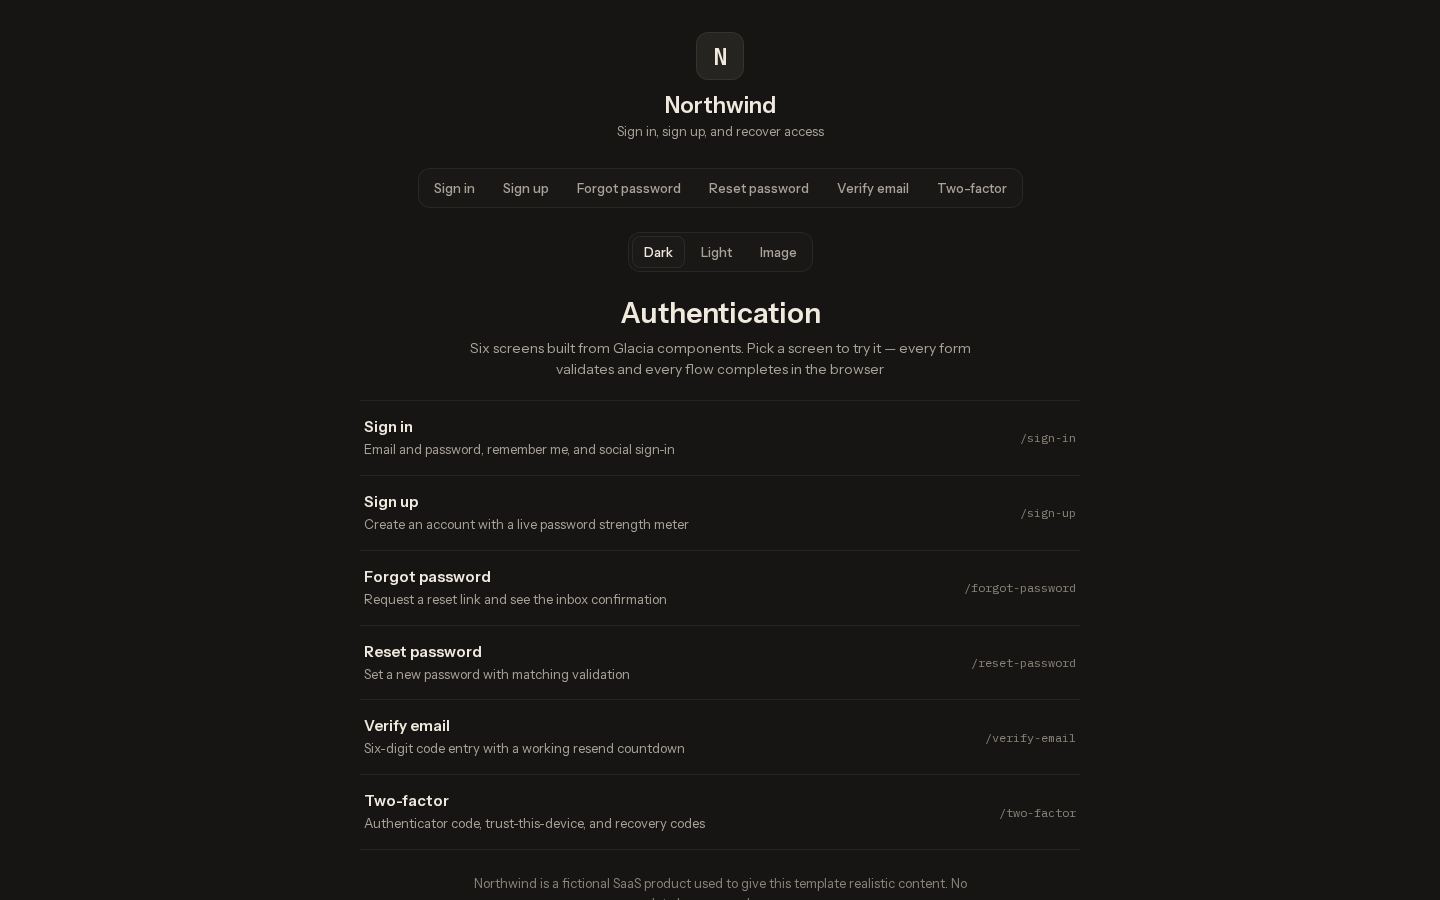 N
Northwind
Sign in, sign up, and recover access
Sign in
Sign up
Forgot password
Reset password
Verify email
Two-factor
Dark
Light
Image
Authentication
Six screens built from Glacia components. Pick a screen to try it — every form
validates and every flow completes in the browser
Sign in
Email and password, remember me, and social sign-in
/sign-in
Sign up
Create an account with a live password strength meter
/sign-up
Forgot password
Request a reset link and see the inbox confirmation
/forgot-password
Reset password
Set a new password with matching validation
/reset-password
Verify email
Six-digit code entry with a working resend countdown
/verify-email
Two-factor
Authenticator code, trust-this-device, and recovery codes
/two-factor
Northwind is a fictional SaaS product used to give this template realistic content. No